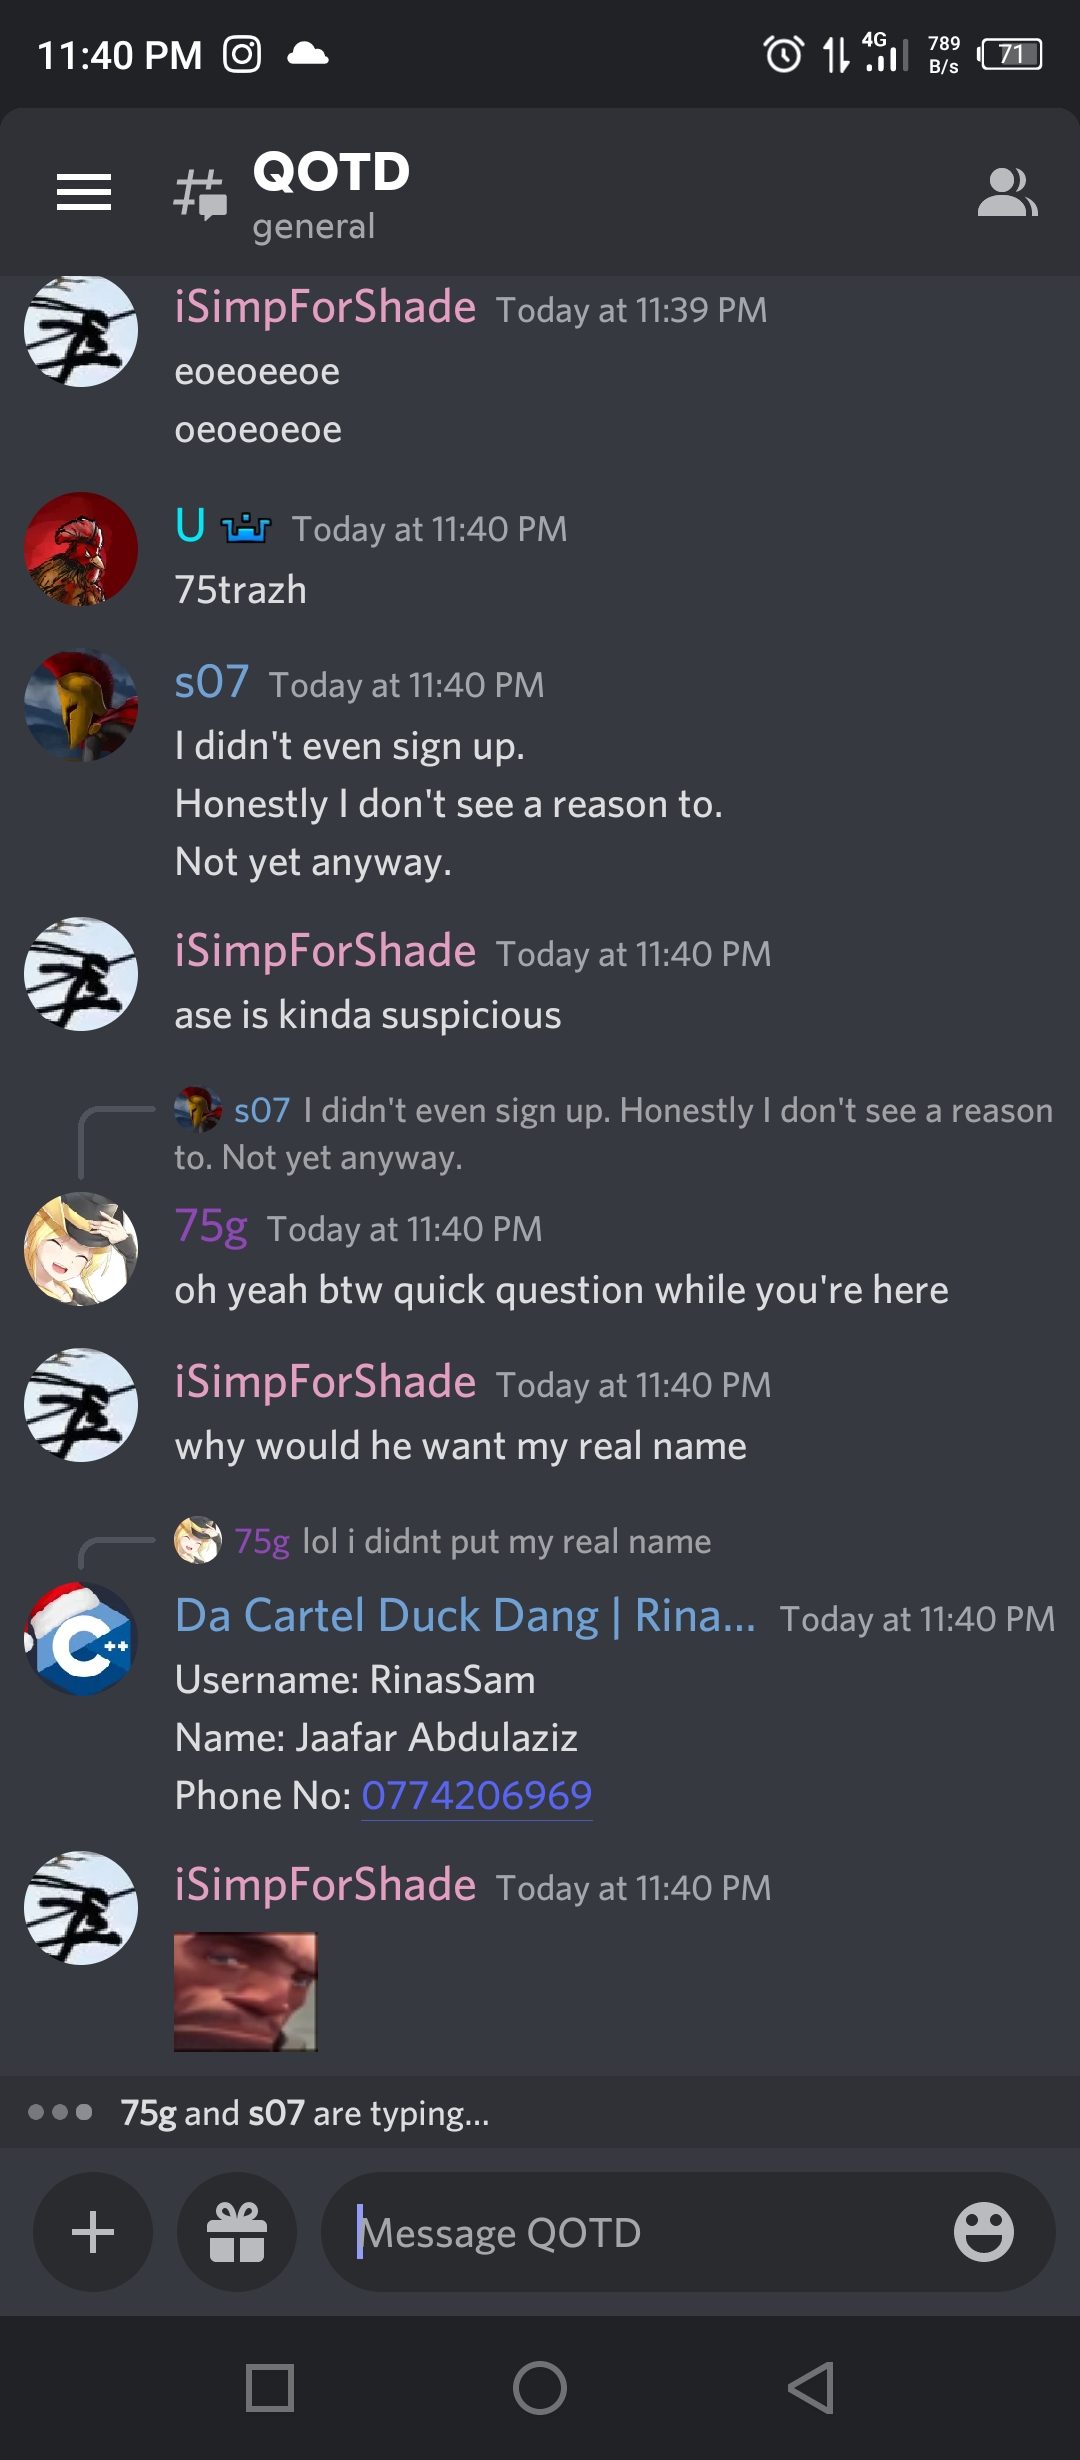 11:40 PM 4G 789 B/s 71
QOTD
general
iSimpForShade Today at 11:39 PM
eoeoeeoe
oeoeoeoe
U Today at 11:40 PM
75trazh
s07 Today at 11:40 PM
I didn't even sign up.
Honestly I don't see a reason to.
Not yet anyway.
iSimpForShade Today at 11:40 PM
ase is kinda suspicious
s07 I didn't even sign up. Honestly I don't see a reason
to. Not yet anyway.
75g Today at 11:40 PM
oh yeah btw quick question while you're here
iSimpForShade Today at 11:40 PM
why would he want my real name
75g lol i didnt put my real name
Da Cartel Duck Dang | Rina... Today at 11:40 PM
Username: RinasSam
Name: Jaafar Abdulaziz
Phone No: 0774206969
iSimpForShade Today at 11:40 PM
75g and s07 are typing...
Message QOTD